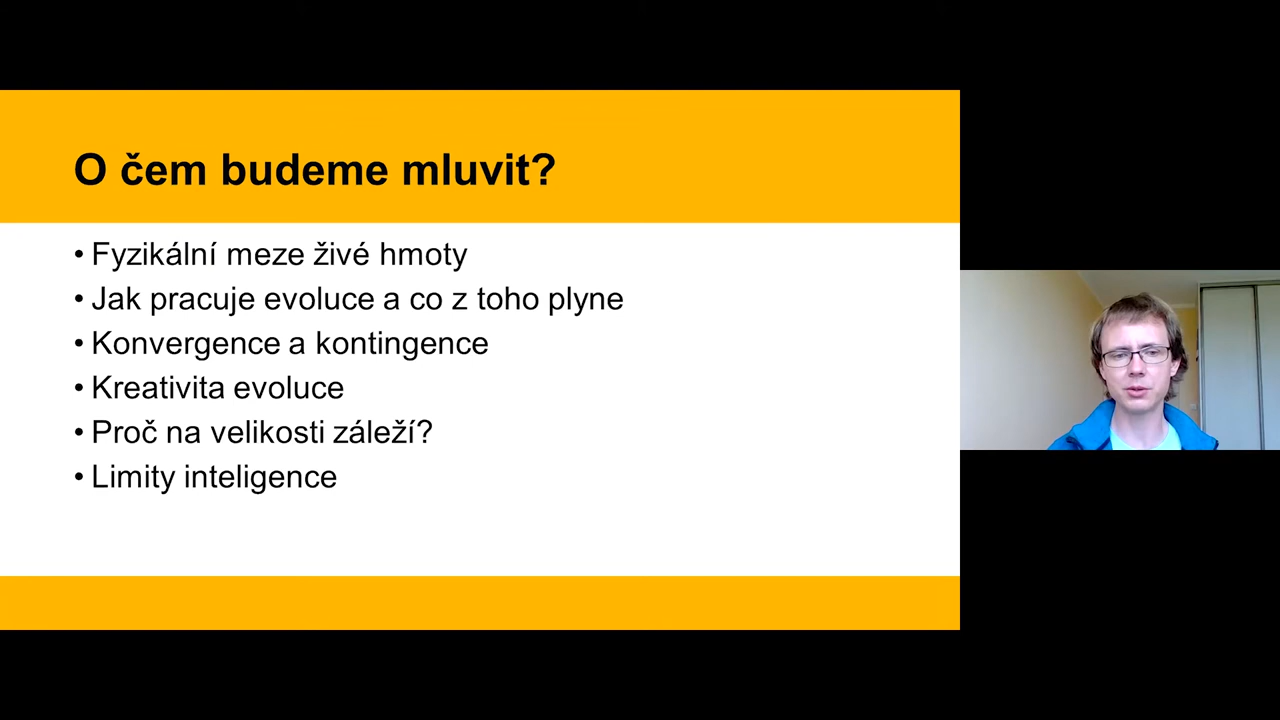 O čem budeme mluvit?
• Fyzikální meze živé hmoty
• Jak pracuje evoluce a co z toho plyne
• Konvergence a kontingence
• Kreativita evoluce
• Proč na velikosti záleží?
• Limity inteligence